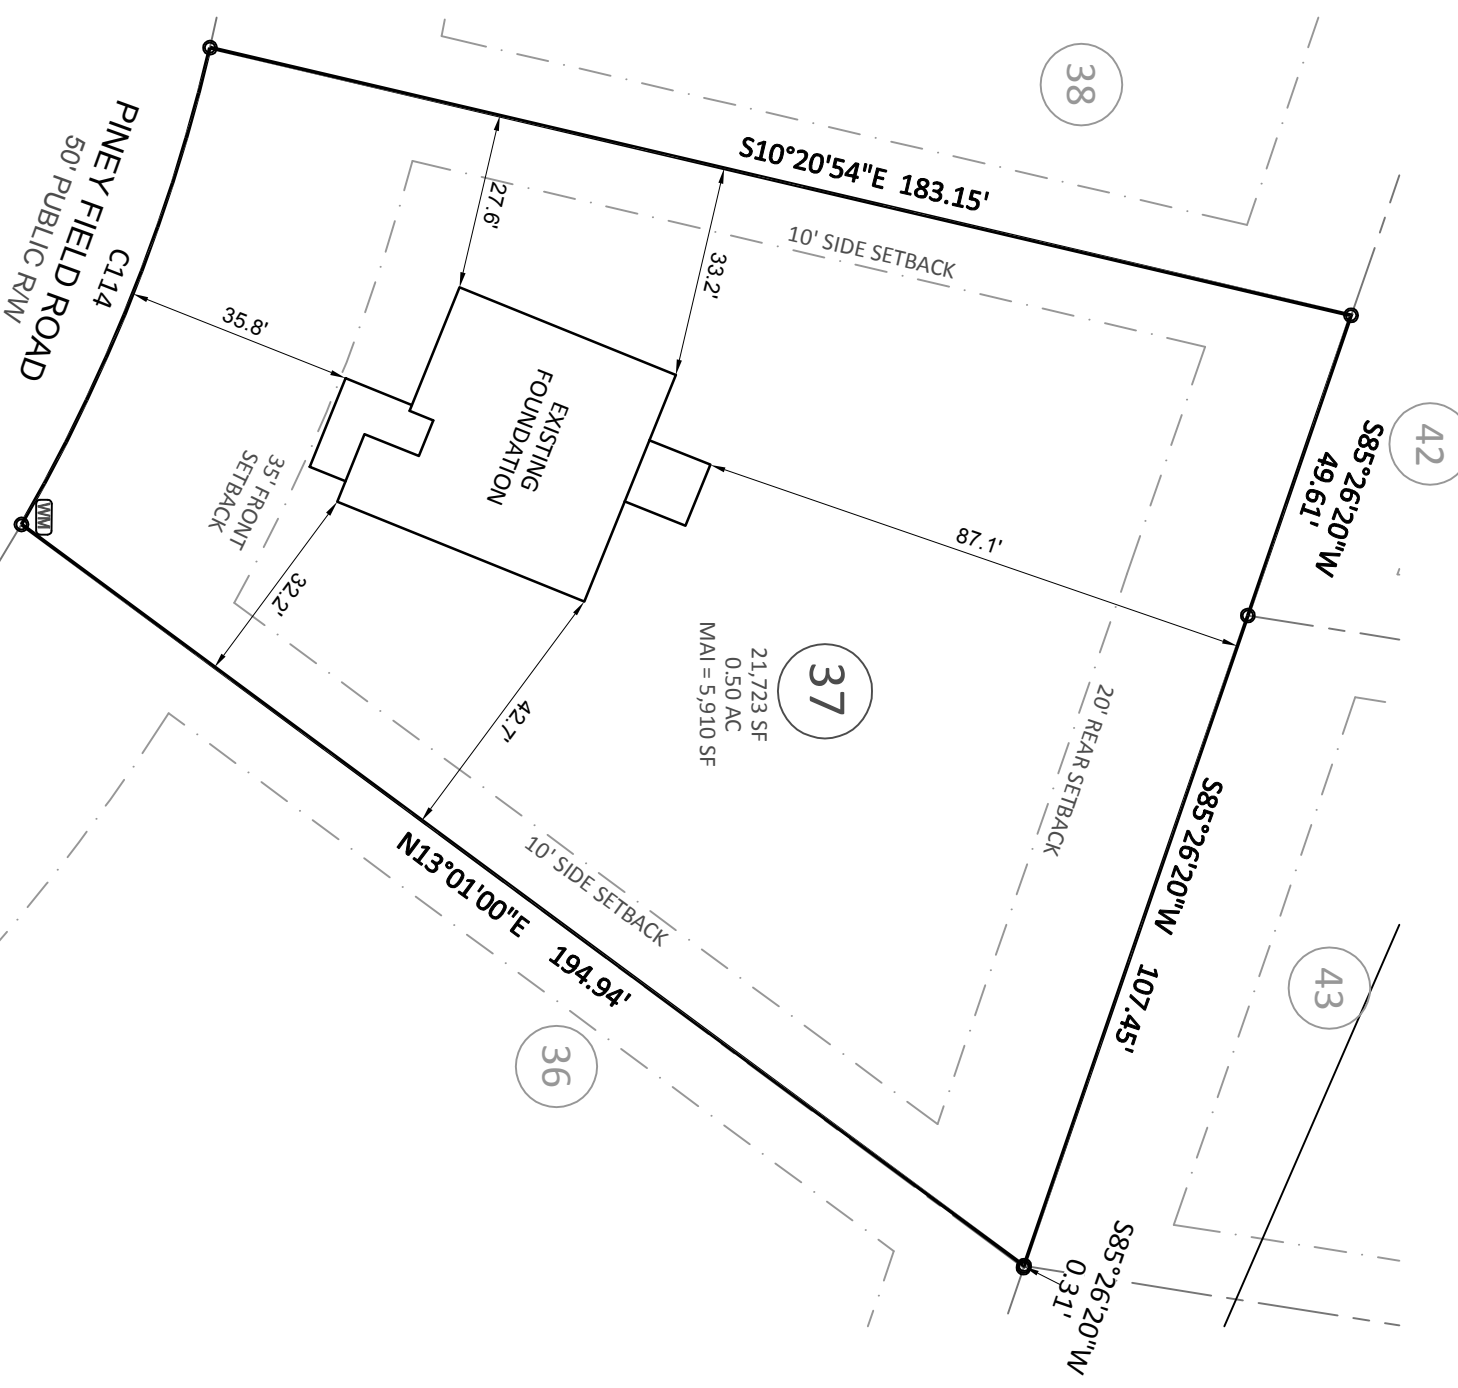 38
S10°20'54"E 183.15'
10' SIDE SETBACK
27.6'
33.2'
PINEY FIELD ROAD
50' PUBLIC R/W
C114
35.8'
EXISTING
FOUNDATION
35' FRONT
SETBACK
WM
32.2'
42.7'
87.1'
42
S85°26'20"W
49.61'
37
21,723 SF
0.50 AC
MAI = 5,910 SF
20' REAR SETBACK
S85°26'20"W 107.45'
43
10' SIDE SETBACK
N13°01'00"E 194.94'
36
S85°26'20"W
0.31'